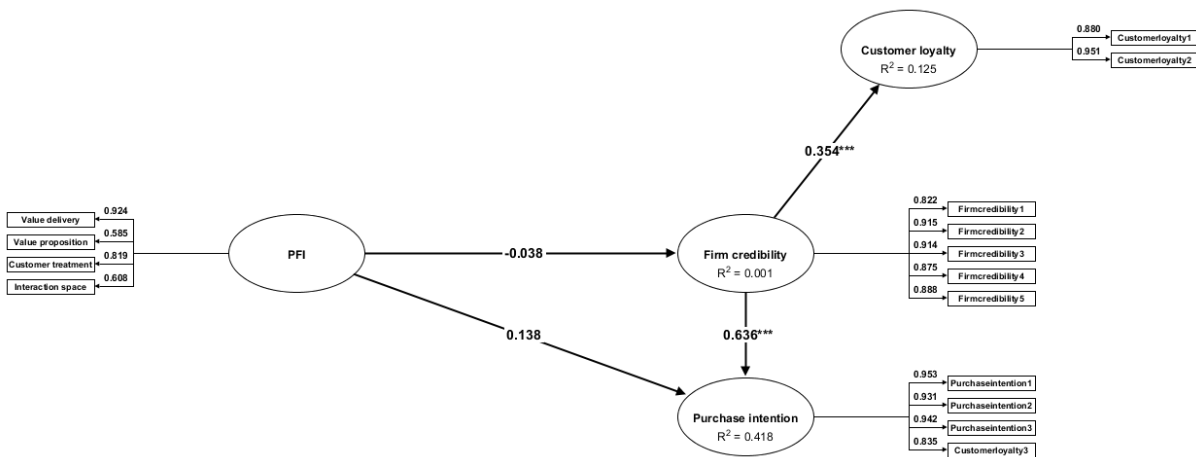 Customer loyalty
R² = 0.125
0.880
Customerloyalty1
0.951
Customerloyalty2
0.354***
0.924
Value delivery
0.585
Value proposition
0.819
Customer treatment
0.608
Interaction space
PFI
-0.038
Firm credibility
R² = 0.001
0.822
Firmcredibility1
0.915
Firmcredibility2
0.914
Firmcredibility3
0.875
Firmcredibility4
0.888
Firmcredibility5
0.138
0.636***
Purchase intention
R² = 0.418
0.953
Purchaseintention1
0.931
Purchaseintention2
0.942
Purchaseintention3
0.835
Customerloyalty3